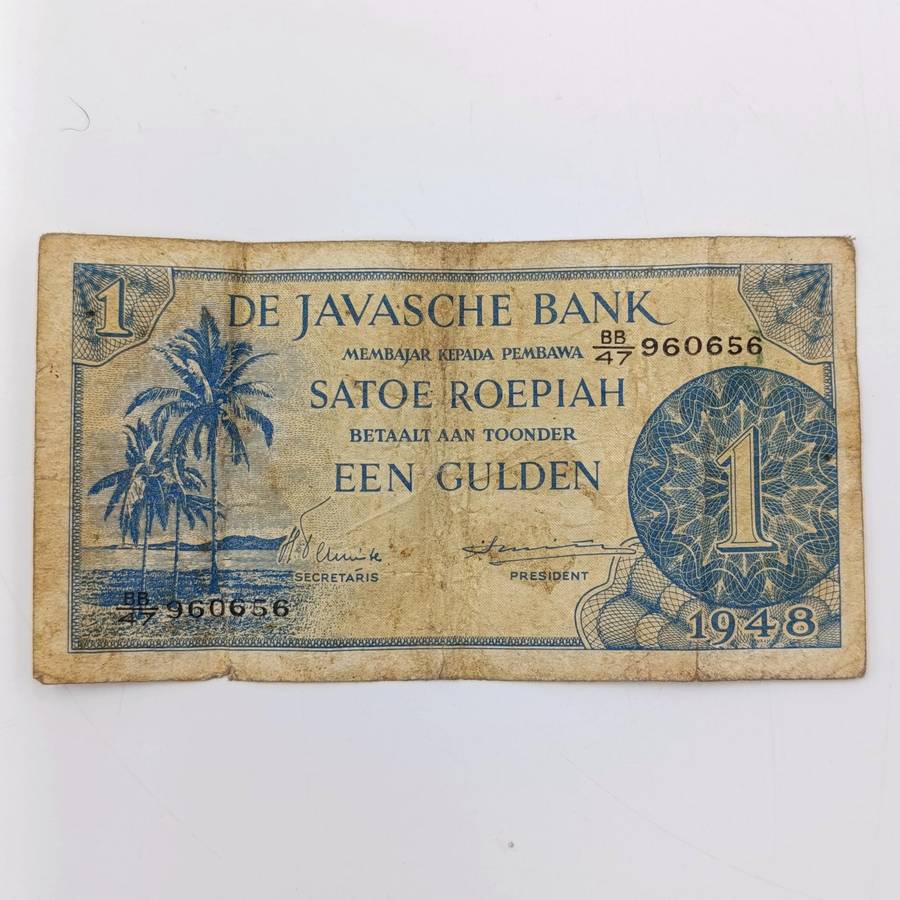 1
DE JAVASCHE BANK
MEMBAJAR KEPADA PEMBAWA
BB/47 960656
SATOE ROEPIAH
BETAALT AAN TOONDER
EEN GULDEN
1
SECRETARIS
PRESIDENT
BB/47 960656
1948